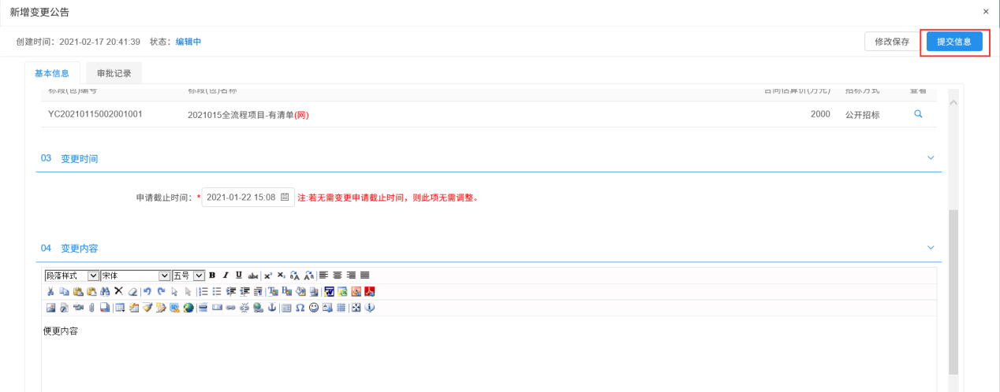 新增变更公告
×
创建时间：2021-02-17 20:41:39 状态：编辑中 修改保存 提交信息
基本信息 审批记录
标段(包)编号 标段(包)名称 合同估算价(万元) 招标方式 查看
YC20210115002001001 2021015全流程项目-有清单(网) 2000 公开招标
03 变更时间
申请截止时间：* 2021-01-22 15:08 注:若无需变更申请截止时间，则此项无需调整。
04 变更内容
段落样式 宋体 五号 B I U abc x² x₂
便更内容